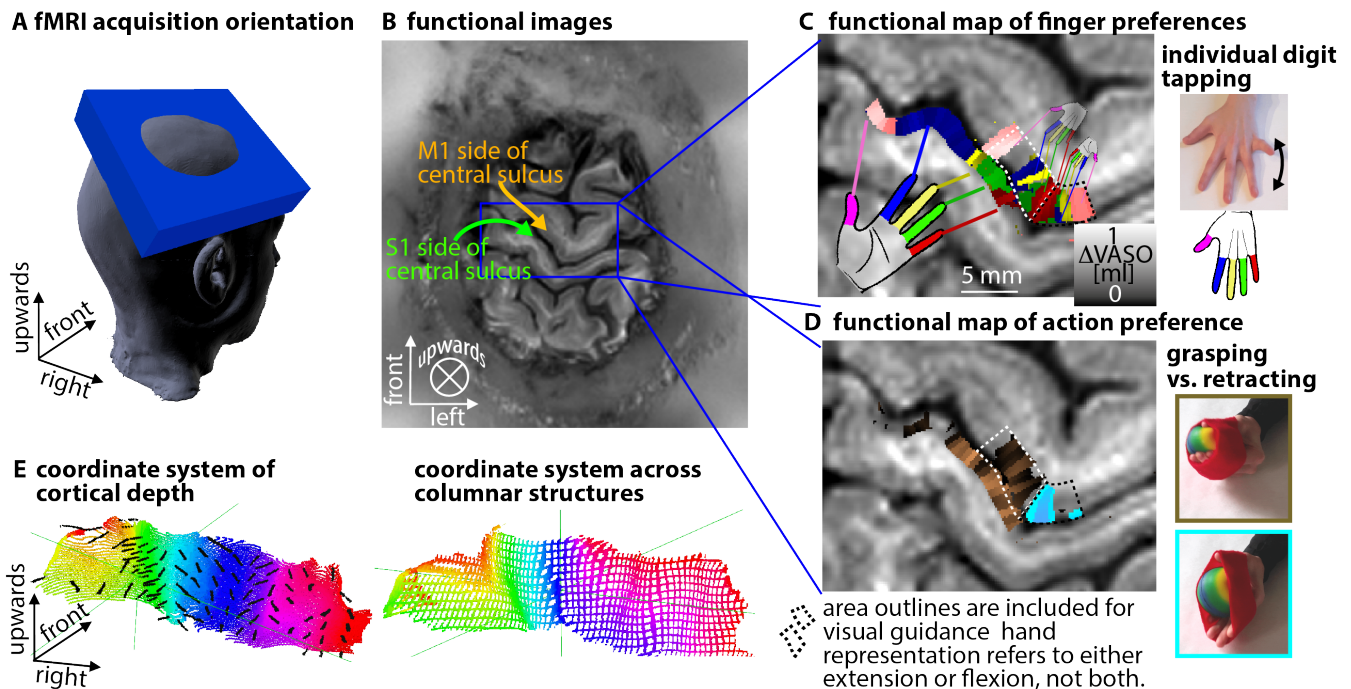 A fMRI acquisition orientation
upwards
front
right
B functional images
M1 side of
central sulcus
S1 side of
central sulcus
front
upwards
left
C functional map of finger preferences
5 mm
1
ΔVASO
[ml]
0
individual digit
tapping
D functional map of action preference
grasping
vs. retracting
area outlines are included for
visual guidance hand
representation refers to either
extension or flexion, not both.
E coordinate system of
cortical depth
upwards
front
right
coordinate system across
columnar structures